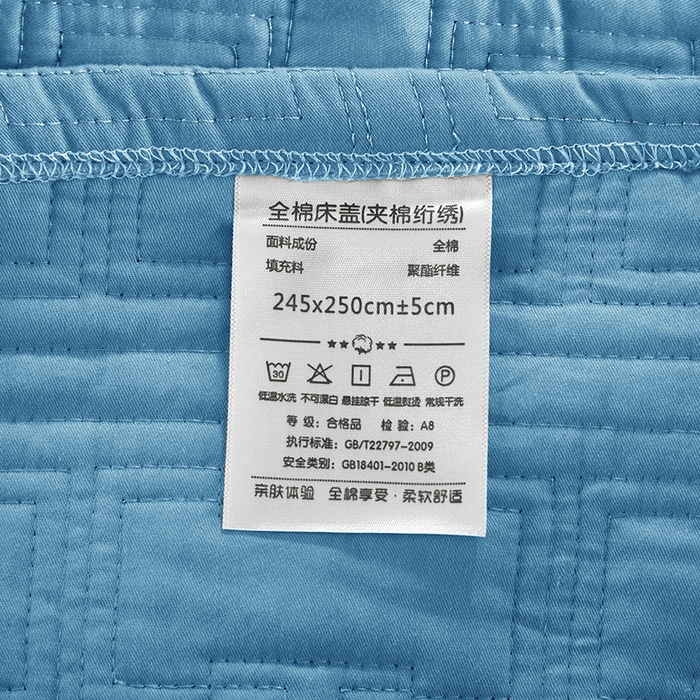 全棉床盖(夹棉绗绣)
面料成份 全棉
填充料 聚酯纤维
245x250cm±5cm
30 P
低温水洗 不可漂白 悬挂晾干 低温熨烫 常规干洗
等 级：合格品 检 验：A8
执行标准：GB/T22797-2009
安全类别：GB18401-2010 B类
亲肤体验 全棉享受·柔软舒适